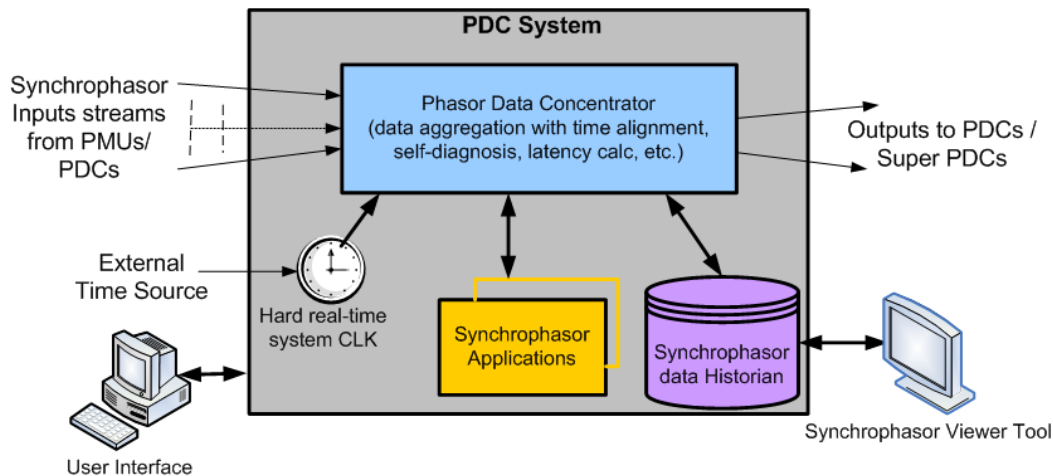 PDC System
Synchrophasor
Inputs streams
from PMUs/
PDCs
Phasor Data Concentrator
(data aggregation with time alignment,
self-diagnosis, latency calc, etc.)
Outputs to PDCs /
Super PDCs
External
Time Source
Hard real-time
system CLK
Synchrophasor
Applications
Synchrophasor
data Historian
User Interface
Synchrophasor Viewer Tool